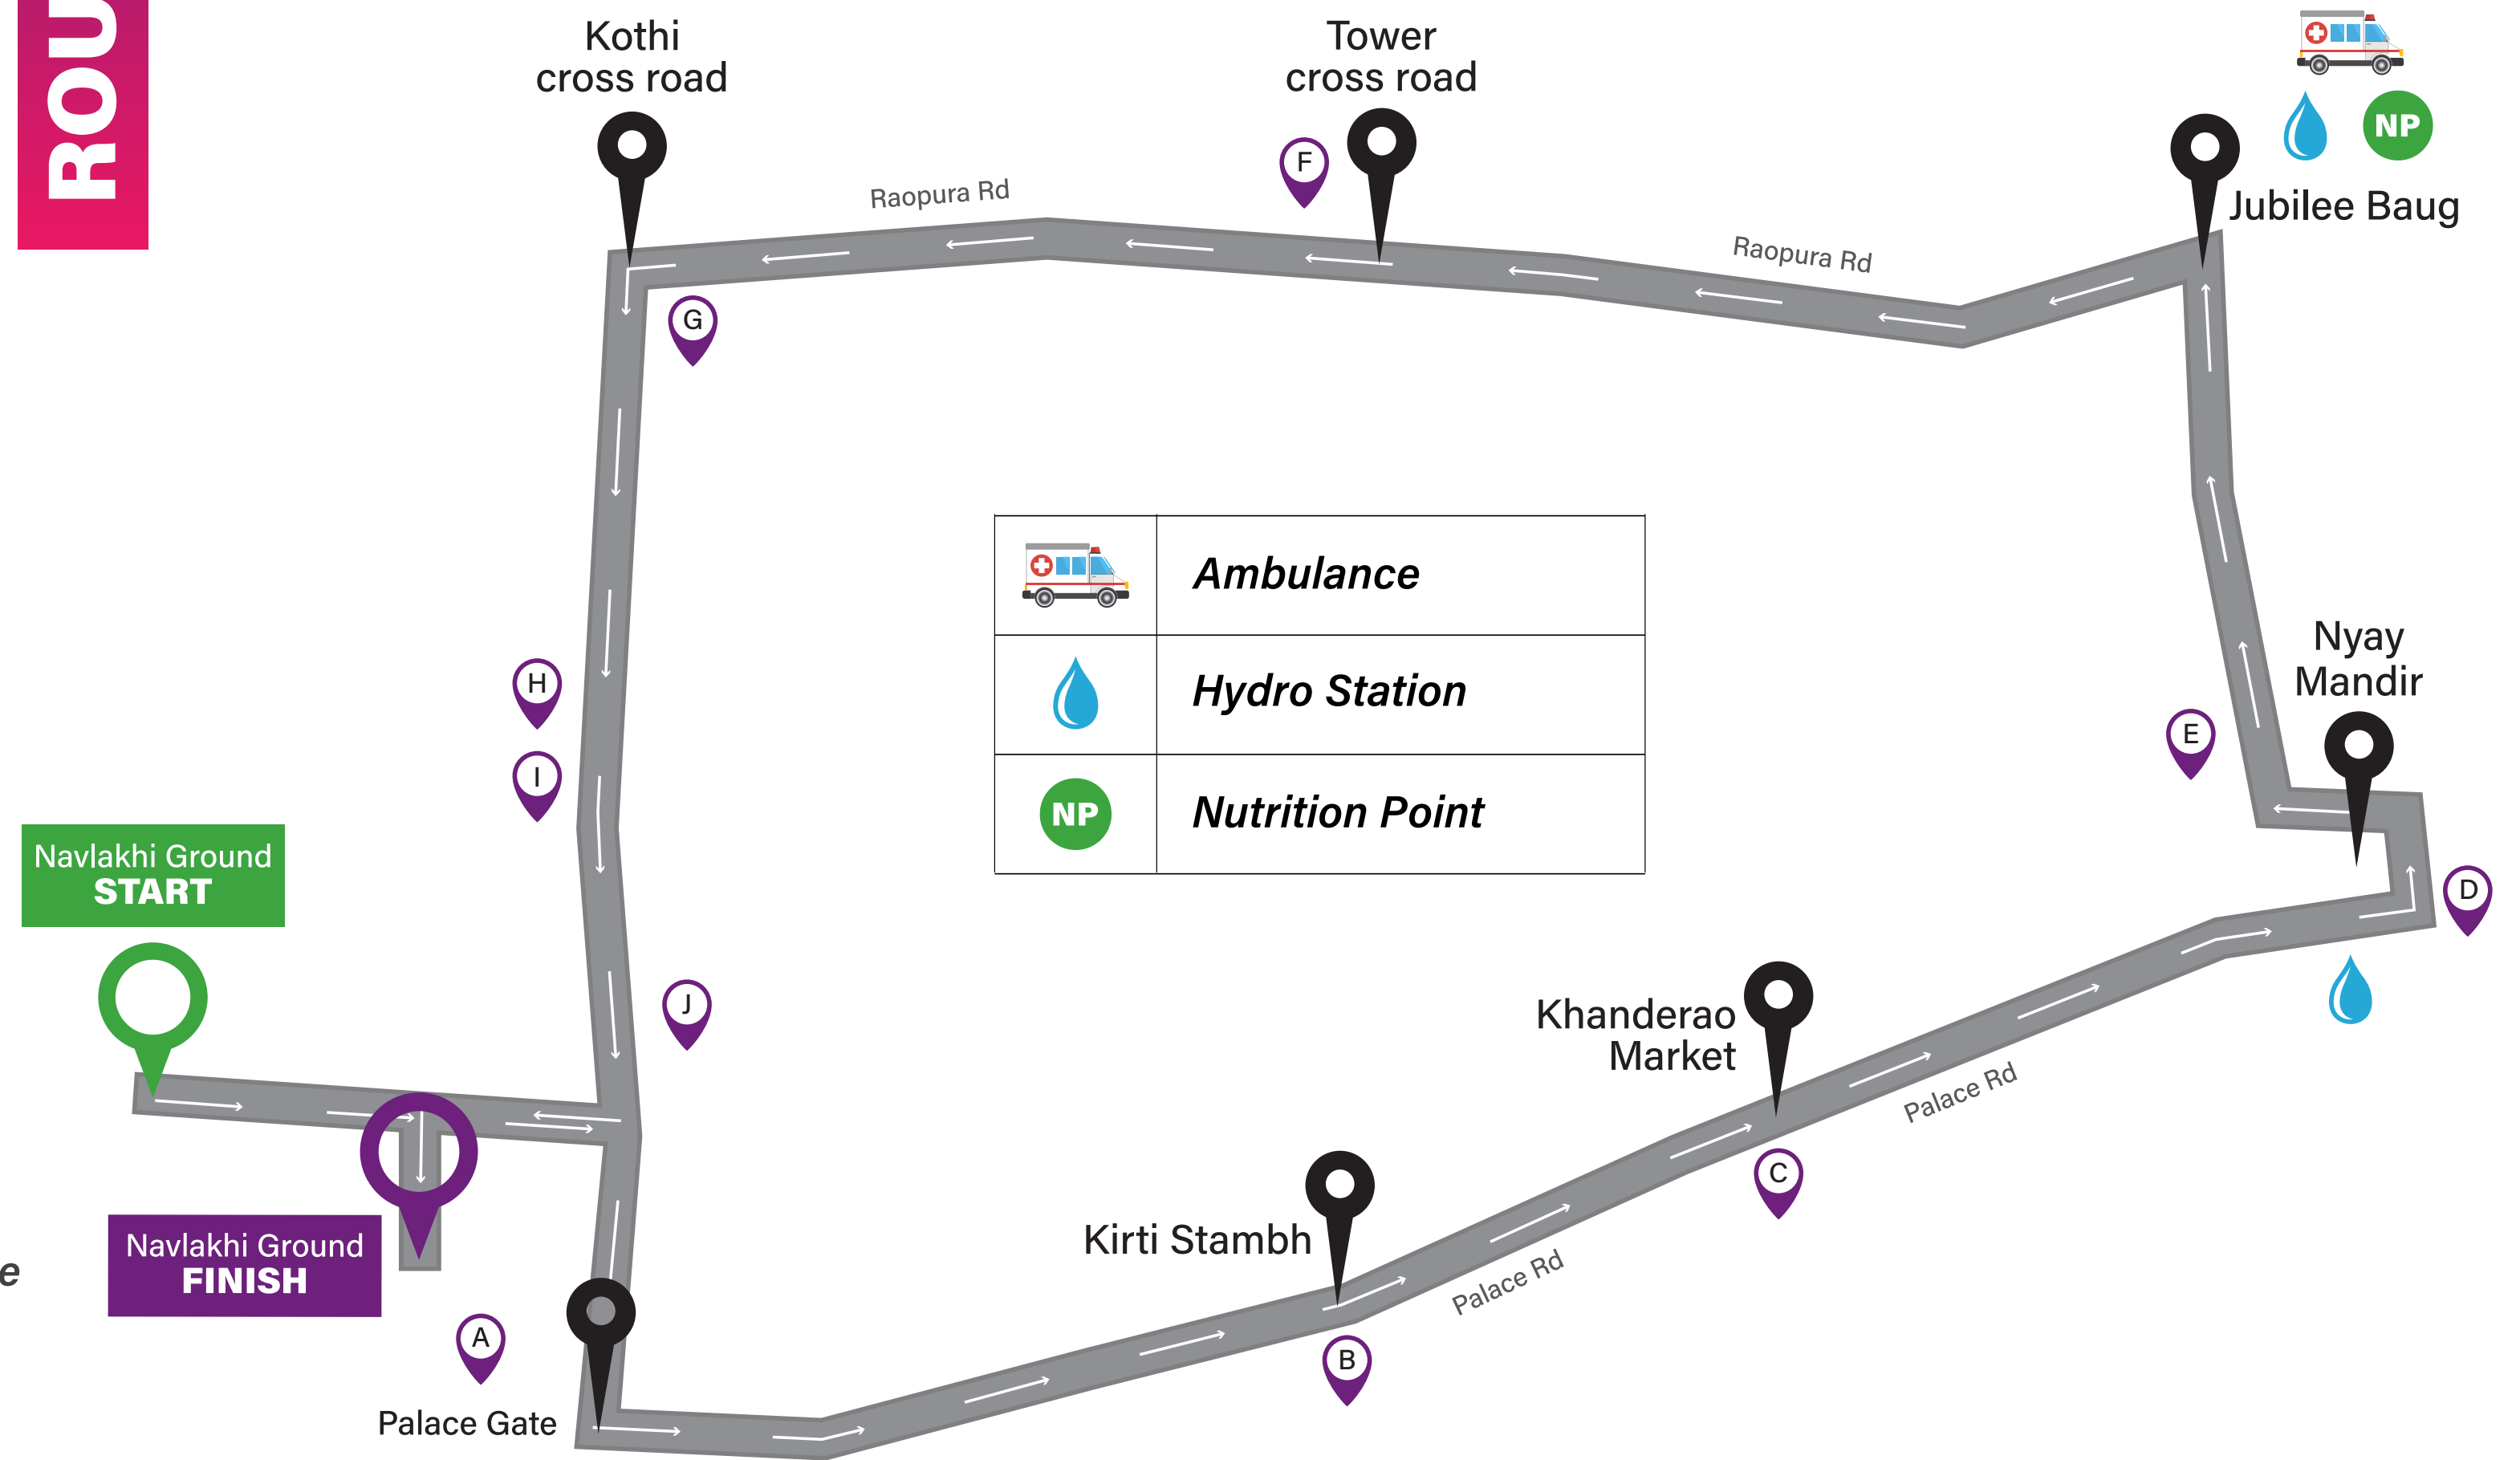 ROU
Kothi
cross road
Tower
cross road
F
NP
Jubilee Baug
Raopura Rd
Raopura Rd
G
Ambulance
Hydro Station
NP
Nutrition Point
Nyay
Mandir
E
H
I
Navlakhi Ground
START
D
J
Khanderao
Market
Palace Rd
C
Kirti Stambh
Palace Rd
Navlakhi Ground
FINISH
e
A
B
Palace Gate